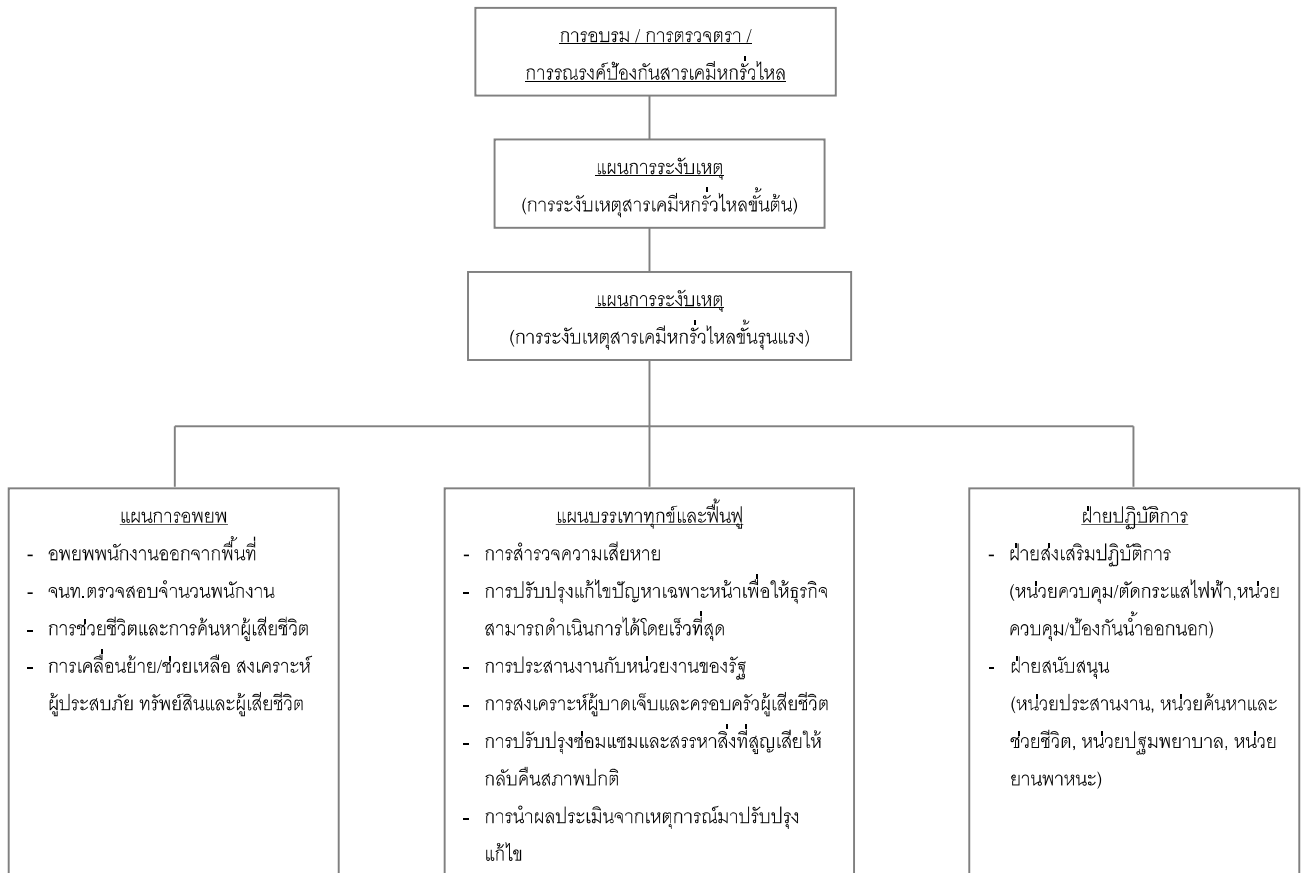 การอบรม / การตรวจตรา /
การรณรงค์ป้องกันสารเคมีหกรั่วไหล
แผนการระงับเหตุ
(การระงับเหตุสารเคมีหกรั่วไหลขั้นต้น)
แผนการระงับเหตุ
(การระงับเหตุสารเคมีหกรั่วไหลขั้นรุนแรง)
แผนการอพยพ
- อพยพพนักงานออกจากพื้นที่
- จนท.ตรวจสอบจำนวนพนักงาน
- การช่วยชีวิตและการค้นหาผู้เสียชีวิต
- การเคลื่อนย้าย/ช่วยเหลือ สงเคราะห์
ผู้ประสบภัย ทรัพย์สินและผู้เสียชีวิต
แผนบรรเทาทุกข์และฟื้นฟู
- การสำรวจความเสียหาย
- การปรับปรุงแก้ไขปัญหาเฉพาะหน้าเพื่อให้ธุรกิจ
สามารถดำเนินการได้โดยเร็วที่สุด
- การประสานงานกับหน่วยงานของรัฐ
- การสงเคราะห์ผู้บาดเจ็บและครอบครัวผู้เสียชีวิต
- การปรับปรุงซ่อมแซมและสรรหาสิ่งที่สูญเสียให้
กลับคืนสภาพปกติ
- การนำผลประเมินจากเหตุการณ์มาปรับปรุง
แก้ไข
ฝ่ายปฏิบัติการ
- ฝ่ายส่งเสริมปฏิบัติการ
(หน่วยควบคุม/ตัดกระแสไฟฟ้า,หน่วย
ควบคุม/ป้องกันน้ำออกนอก)
- ฝ่ายสนับสนุน
(หน่วยประสานงาน, หน่วยค้นหาและ
ช่วยชีวิต, หน่วยปฐมพยาบาล, หน่วย
ยานพาหนะ)